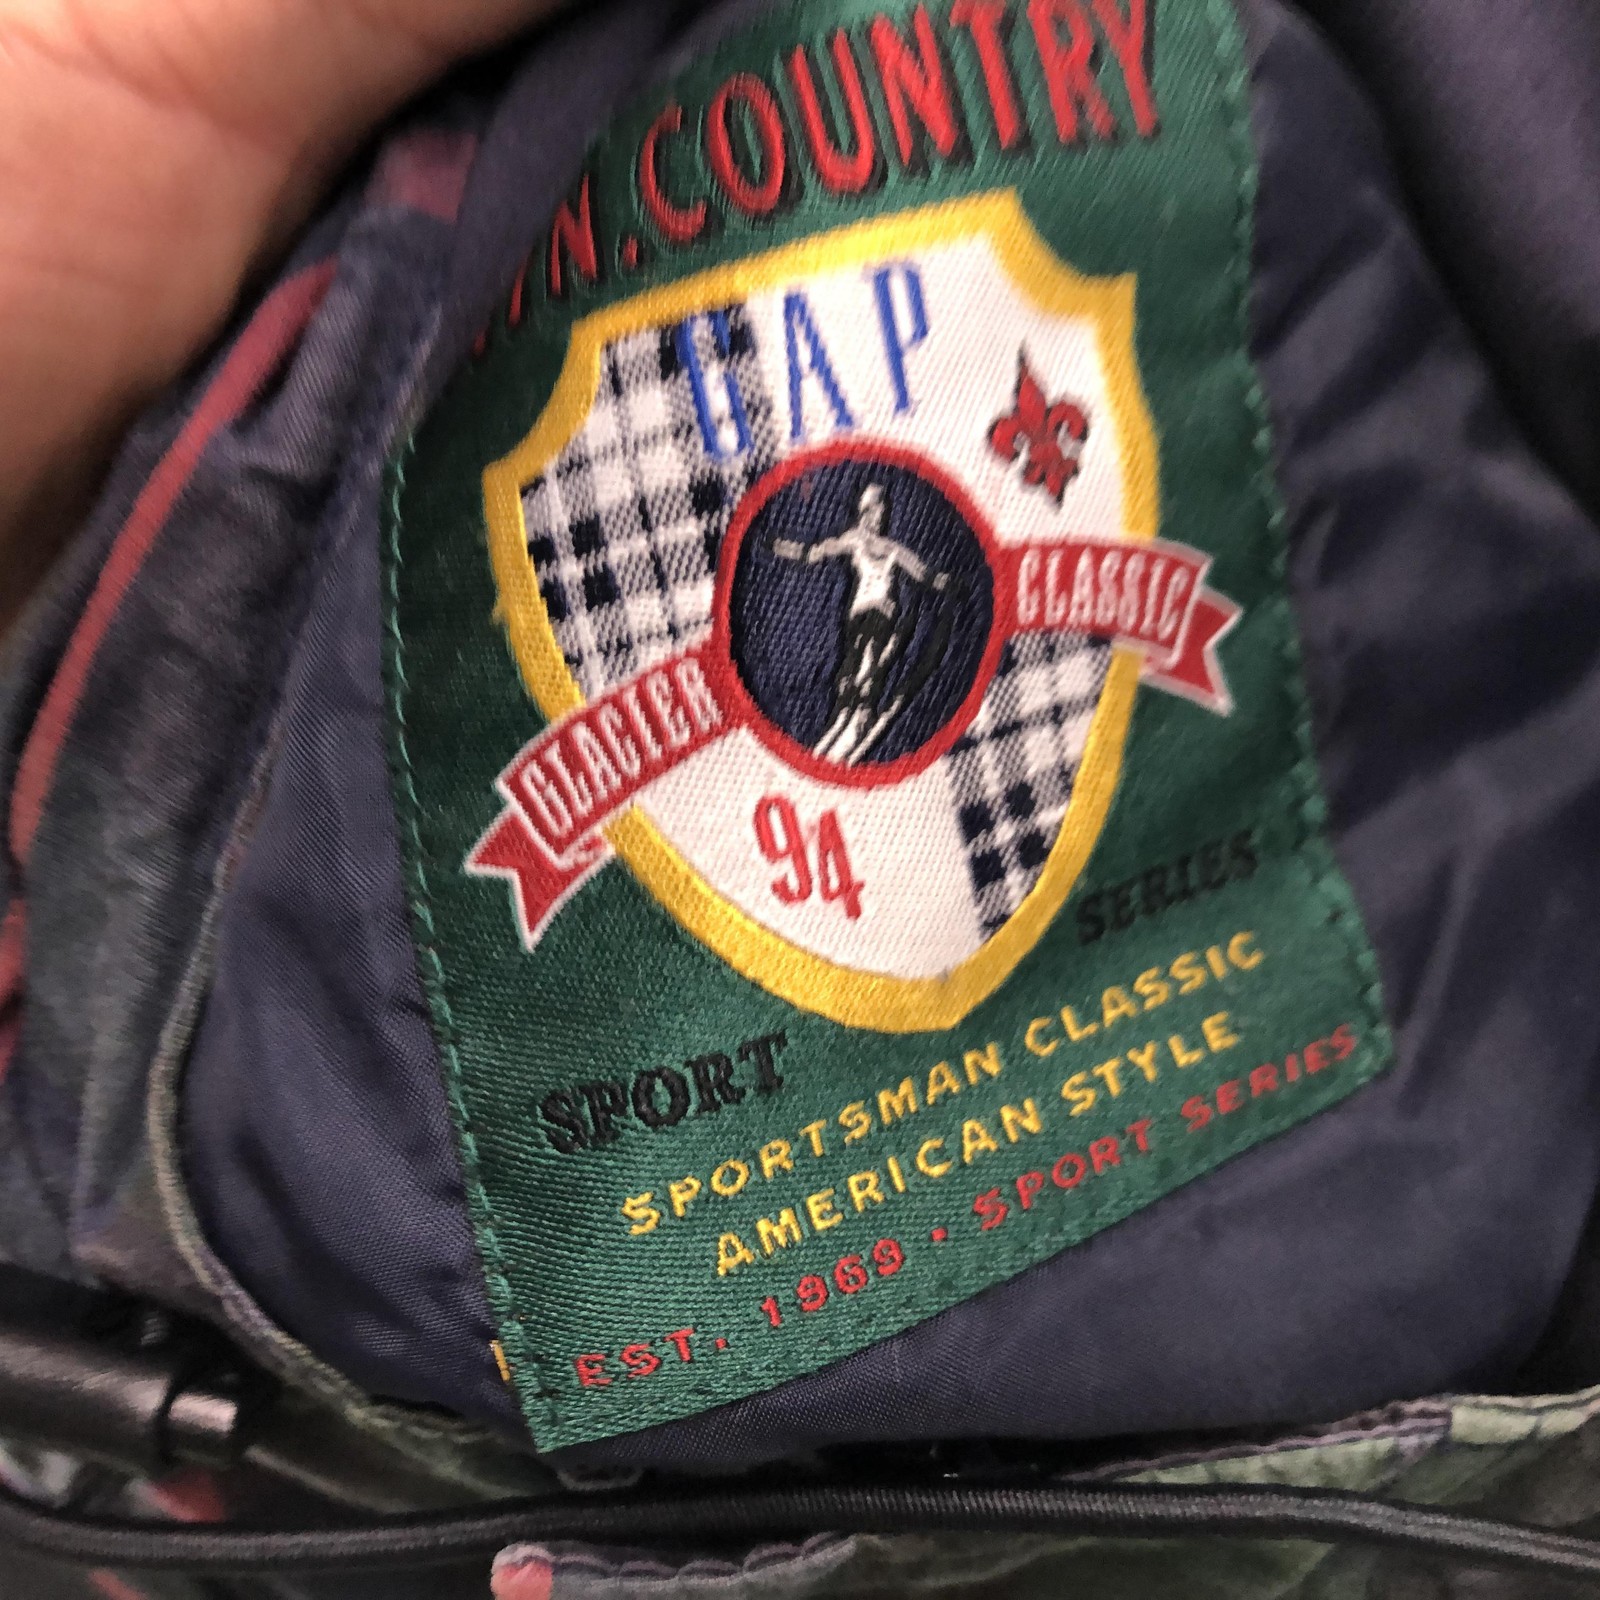 COUNTRY
GAP
CLASSIC
GLACIER
94
SPORT SERIES
SPORTSMAN CLASSIC
AMERICAN STYLE
EST. 1969 · SPORT SERIES